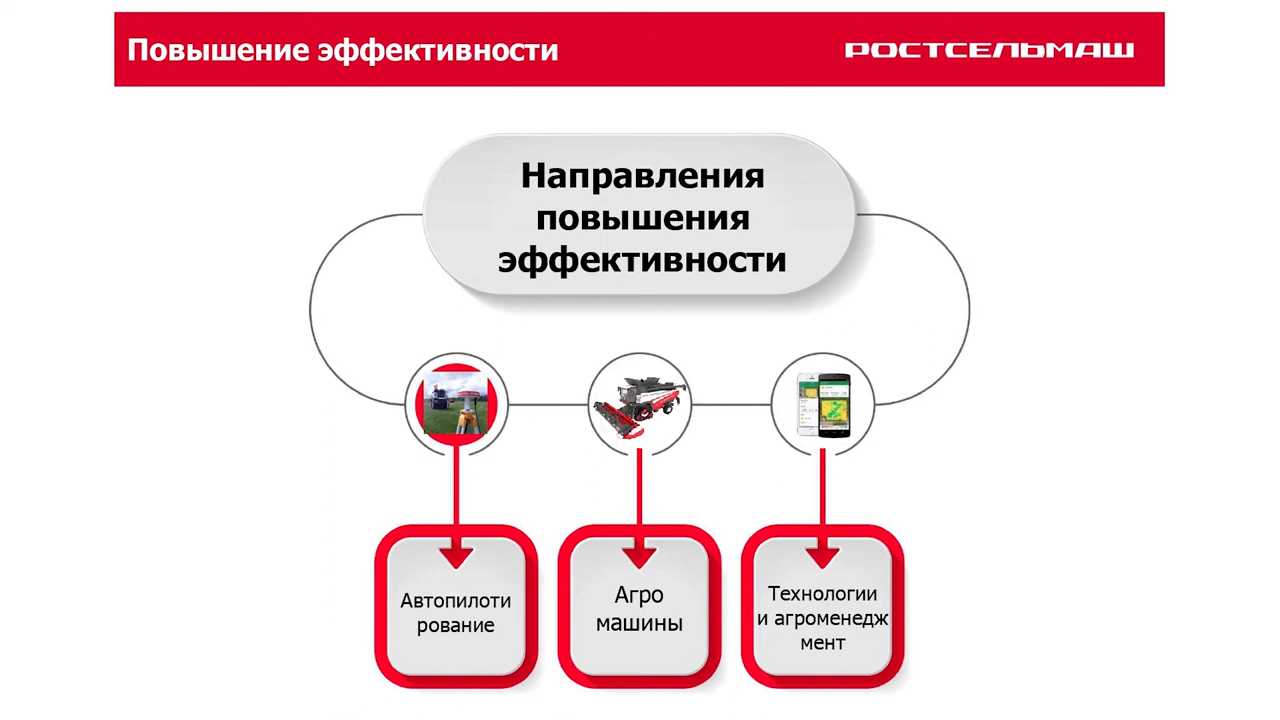 Повышение эффективности
РОСТСЕЛЬМАШ
Направления
повышения
эффективности
Автопилоти
рование
Агро
машины
Технологии
и агроменедж
мент